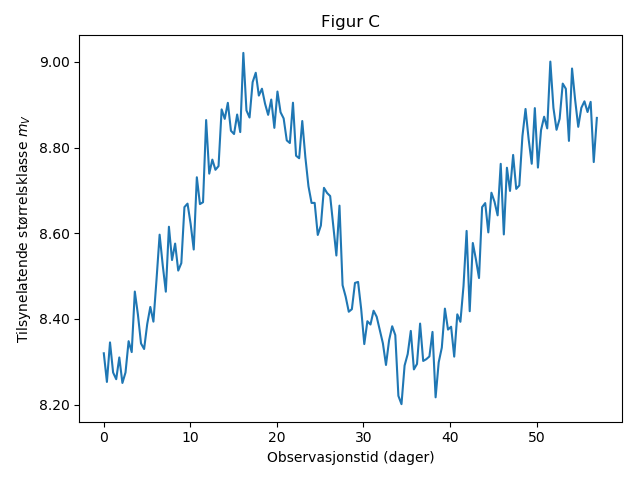 Figur C
Tilsynelatende størrelsklasse $m_V$
9.00
8.80
8.60
8.40
8.20
0 10 20 30 40 50
Observasjonstid (dager)